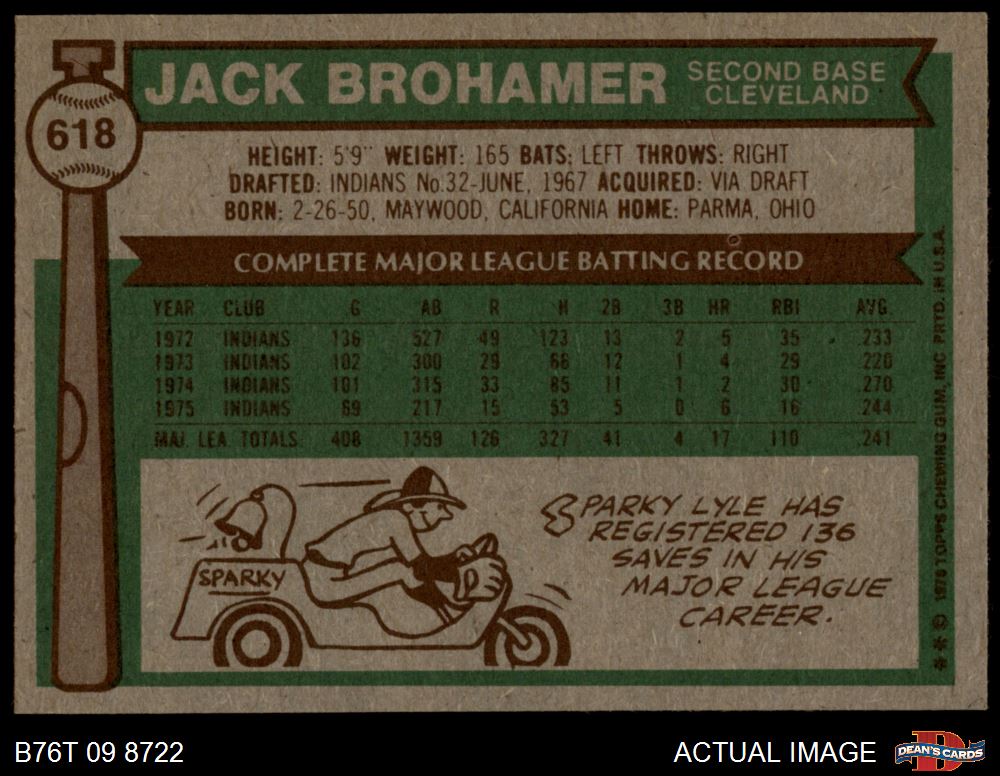 618
JACK BROHAMER
SECOND BASE
CLEVELAND
HEIGHT: 5'9" WEIGHT: 165 BATS: LEFT THROWS: RIGHT
DRAFTED: INDIANS No.32-JUNE, 1967 ACQUIRED: VIA DRAFT
BORN: 2-26-50, MAYWOOD, CALIFORNIA HOME: PARMA, OHIO
COMPLETE MAJOR LEAGUE BATTING RECORD
YEAR CLUB G AB R H 2B 3B HR RBI AVG.
1972 INDIANS 136 527 49 123 13 2 5 35 .233
1973 INDIANS 102 300 29 66 12 1 4 29 .220
1974 INDIANS 101 315 33 85 11 1 2 30 .270
1975 INDIANS 69 217 15 53 5 0 6 16 .244
MAJ. LEA. TOTALS 408 1359 126 327 41 4 17 110 .241
SPARKY
SPARKY LYLE HAS
REGISTERED 136
SAVES IN HIS
MAJOR LEAGUE
CAREER.
** © 1976 TOPPS CHEWING GUM, INC. PRTD. IN U.S.A.
B76T 09 8722
ACTUAL IMAGE
DEAN'S CARDS